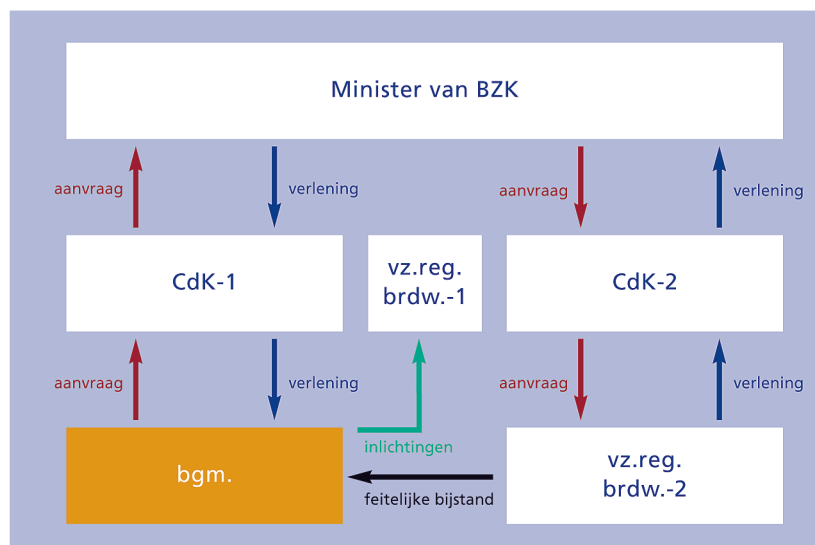 Minister van BZK
aanvraag
verlening
aanvraag
verlening
CdK-1
vz.reg.
brdw.-1
CdK-2
aanvraag
verlening
aanvraag
verlening
inlichtingen
bgm.
feitelijke bijstand
vz.reg.
brdw.-2